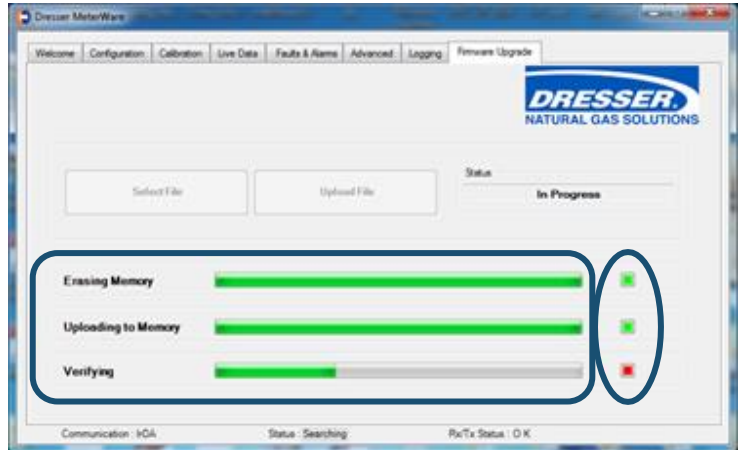 Dresser MeterWare
Welcome Configuration Calibration Live Data Faults & Alarms Advanced Logging Firmware Upgrade
DRESSER
NATURAL GAS SOLUTIONS
Select File Upload File
Status
In Progress
Erasing Memory
Uploading to Memory
Verifying
Communication : IrDA Status : Searching Rx/Tx Status : O K